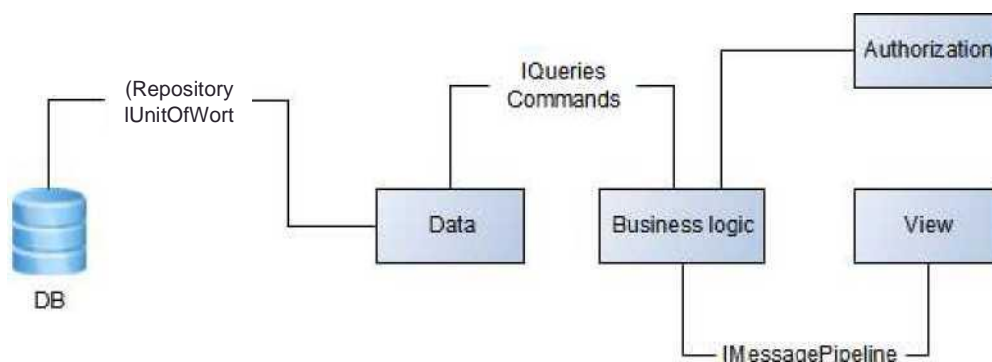 Authorization
(Repository
IUnitOfWort
IQueries
Commands
Data
Business logic
View
DB
IMessagePipeline